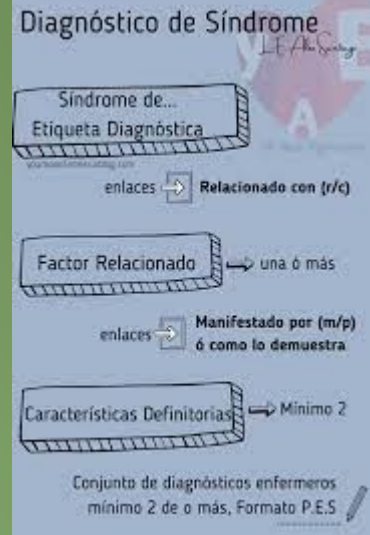 Diagnóstico de Síndrome
Síndrome de...
Etiqueta Diagnóstica
enlaces
Relacionado con (r/c)
Factor Relacionado
una ó más
enlaces
Manifestado por (m/p)
ó como lo demuestra
Características Definitorias
Mínimo 2
Conjunto de diagnósticos enfermeros
mínimo 2 de o más, Formato P.E.S